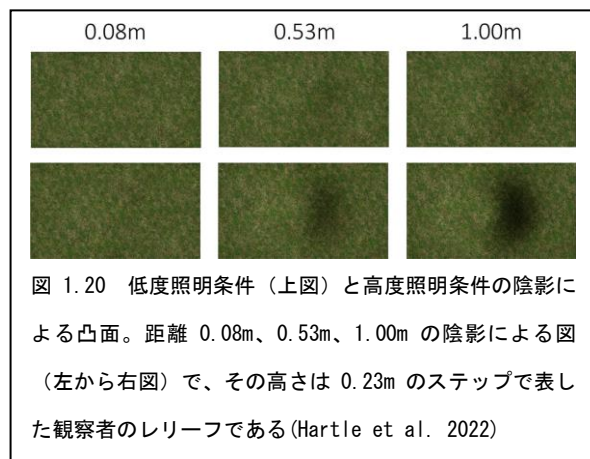 0.08m 0.53m 1.00m
図 1.20 低度照明条件（上図）と高度照明条件の陰影に
よる凸面。距離 0.08m、0.53m、1.00m の陰影による図
（左から右図）で、その高さは 0.23m のステップで表し
た観察者のレリーフである(Hartle et al. 2022)